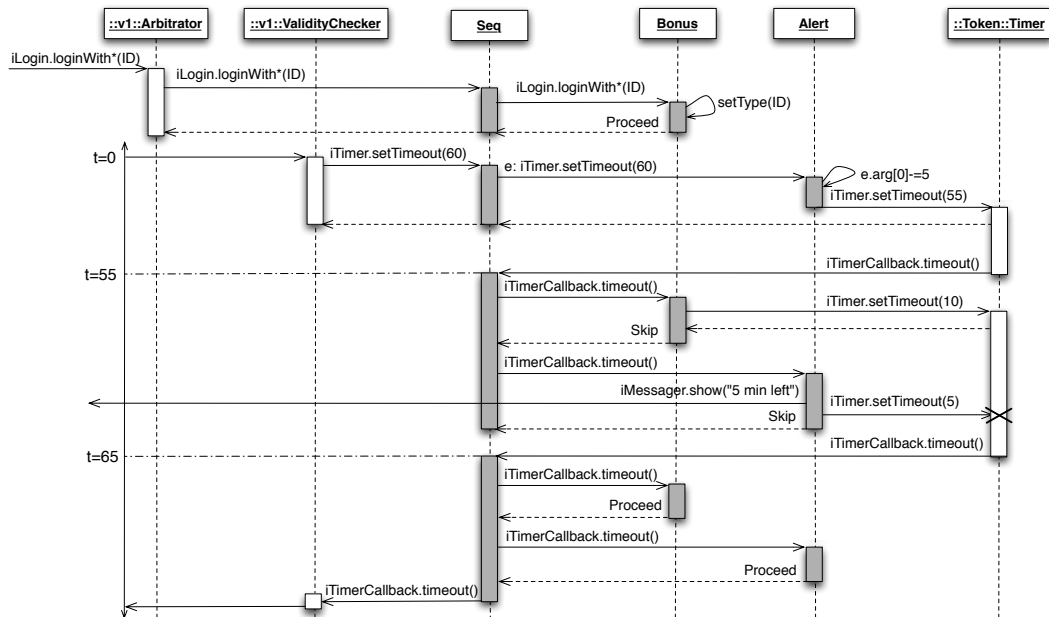 ::v1::Arbitrator
::v1::ValidityChecker
Seq
Bonus
Alert
::Token::Timer
iLogin.loginWith*(ID)
iLogin.loginWith*(ID)
iLogin.loginWith*(ID)
setType(ID)
Proceed
t=0
iTimer.setTimeout(60)
e: iTimer.setTimeout(60)
e.arg[0]-=5
iTimer.setTimeout(55)
t=55
iTimerCallback.timeout()
iTimerCallback.timeout()
iTimer.setTimeout(10)
Skip
iTimerCallback.timeout()
iMessager.show("5 min left")
iTimer.setTimeout(5)
Skip
t=65
iTimerCallback.timeout()
iTimerCallback.timeout()
Proceed
iTimerCallback.timeout()
Proceed
iTimerCallback.timeout()